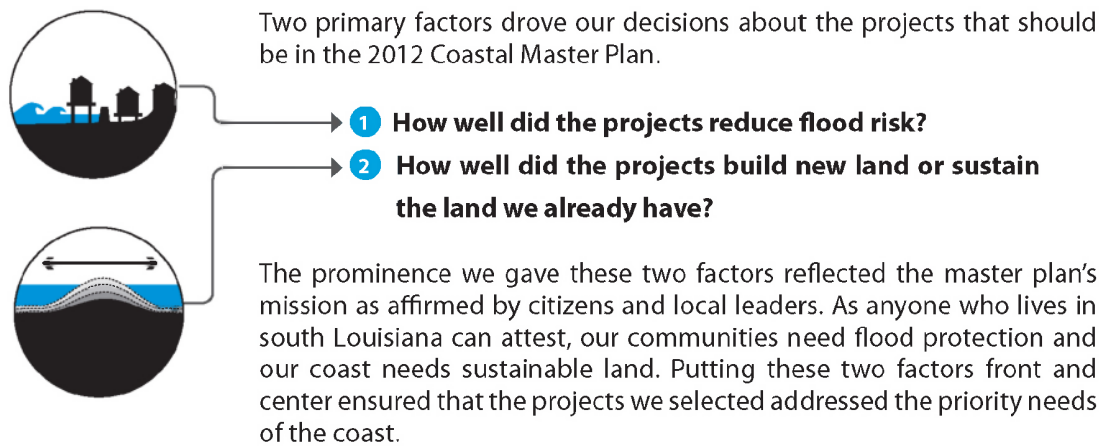 Two primary factors drove our decisions about the projects that should
be in the 2012 Coastal Master Plan.
1 How well did the projects reduce flood risk?
2 How well did the projects build new land or sustain
the land we already have?
The prominence we gave these two factors reflected the master plan's
mission as affirmed by citizens and local leaders. As anyone who lives in
south Louisiana can attest, our communities need flood protection and
our coast needs sustainable land. Putting these two factors front and
center ensured that the projects we selected addressed the priority needs
of the coast.